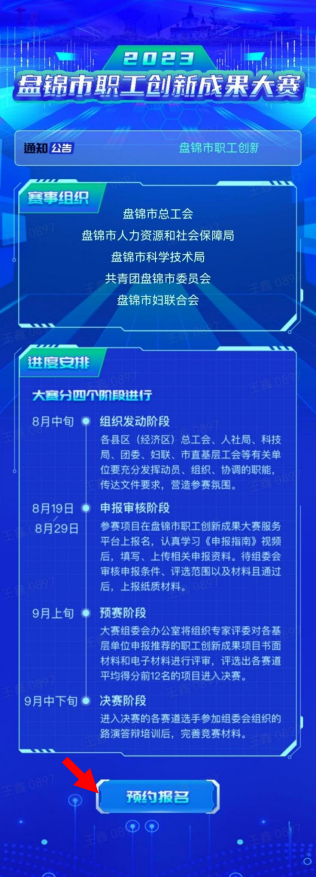 2023
盘锦市职工创新成果大赛
通知 公告 盘锦市职工创新
赛事组织
盘锦市总工会
盘锦市人力资源和社会保障局
盘锦市科学技术局
共青团盘锦市委员会
盘锦市妇联合会
进度安排
大赛分四个阶段进行
8月中旬 组织发动阶段
各县区（经济区）总工会、人社局、科技
局、团委、妇联、市直基层工会等有关单
位要充分发挥动员、组织、协调的职能，
传达文件要求，营造参赛氛围。
8月19日 申报审核阶段
8月29日
参赛项目在盘锦市职工创新成果大赛服务
平台上报名，认真学习《申报指南》视频
后，填写、上传相关申报资料。待组委会
审核申报条件、评选范围以及材料且通过
后，上报纸质材料。
9月上旬 预赛阶段
大赛组委会办公室将组织专家评委对各基
层单位申报推荐的职工创新成果项目书面
材料和电子材料进行评审，评选出各赛道
平均得分前12名的项目进入决赛。
9月中下旬 决赛阶段
进入决赛的各赛道选手参加组委会组织的
路演答辩培训后，完善竞赛材料。
预约报名